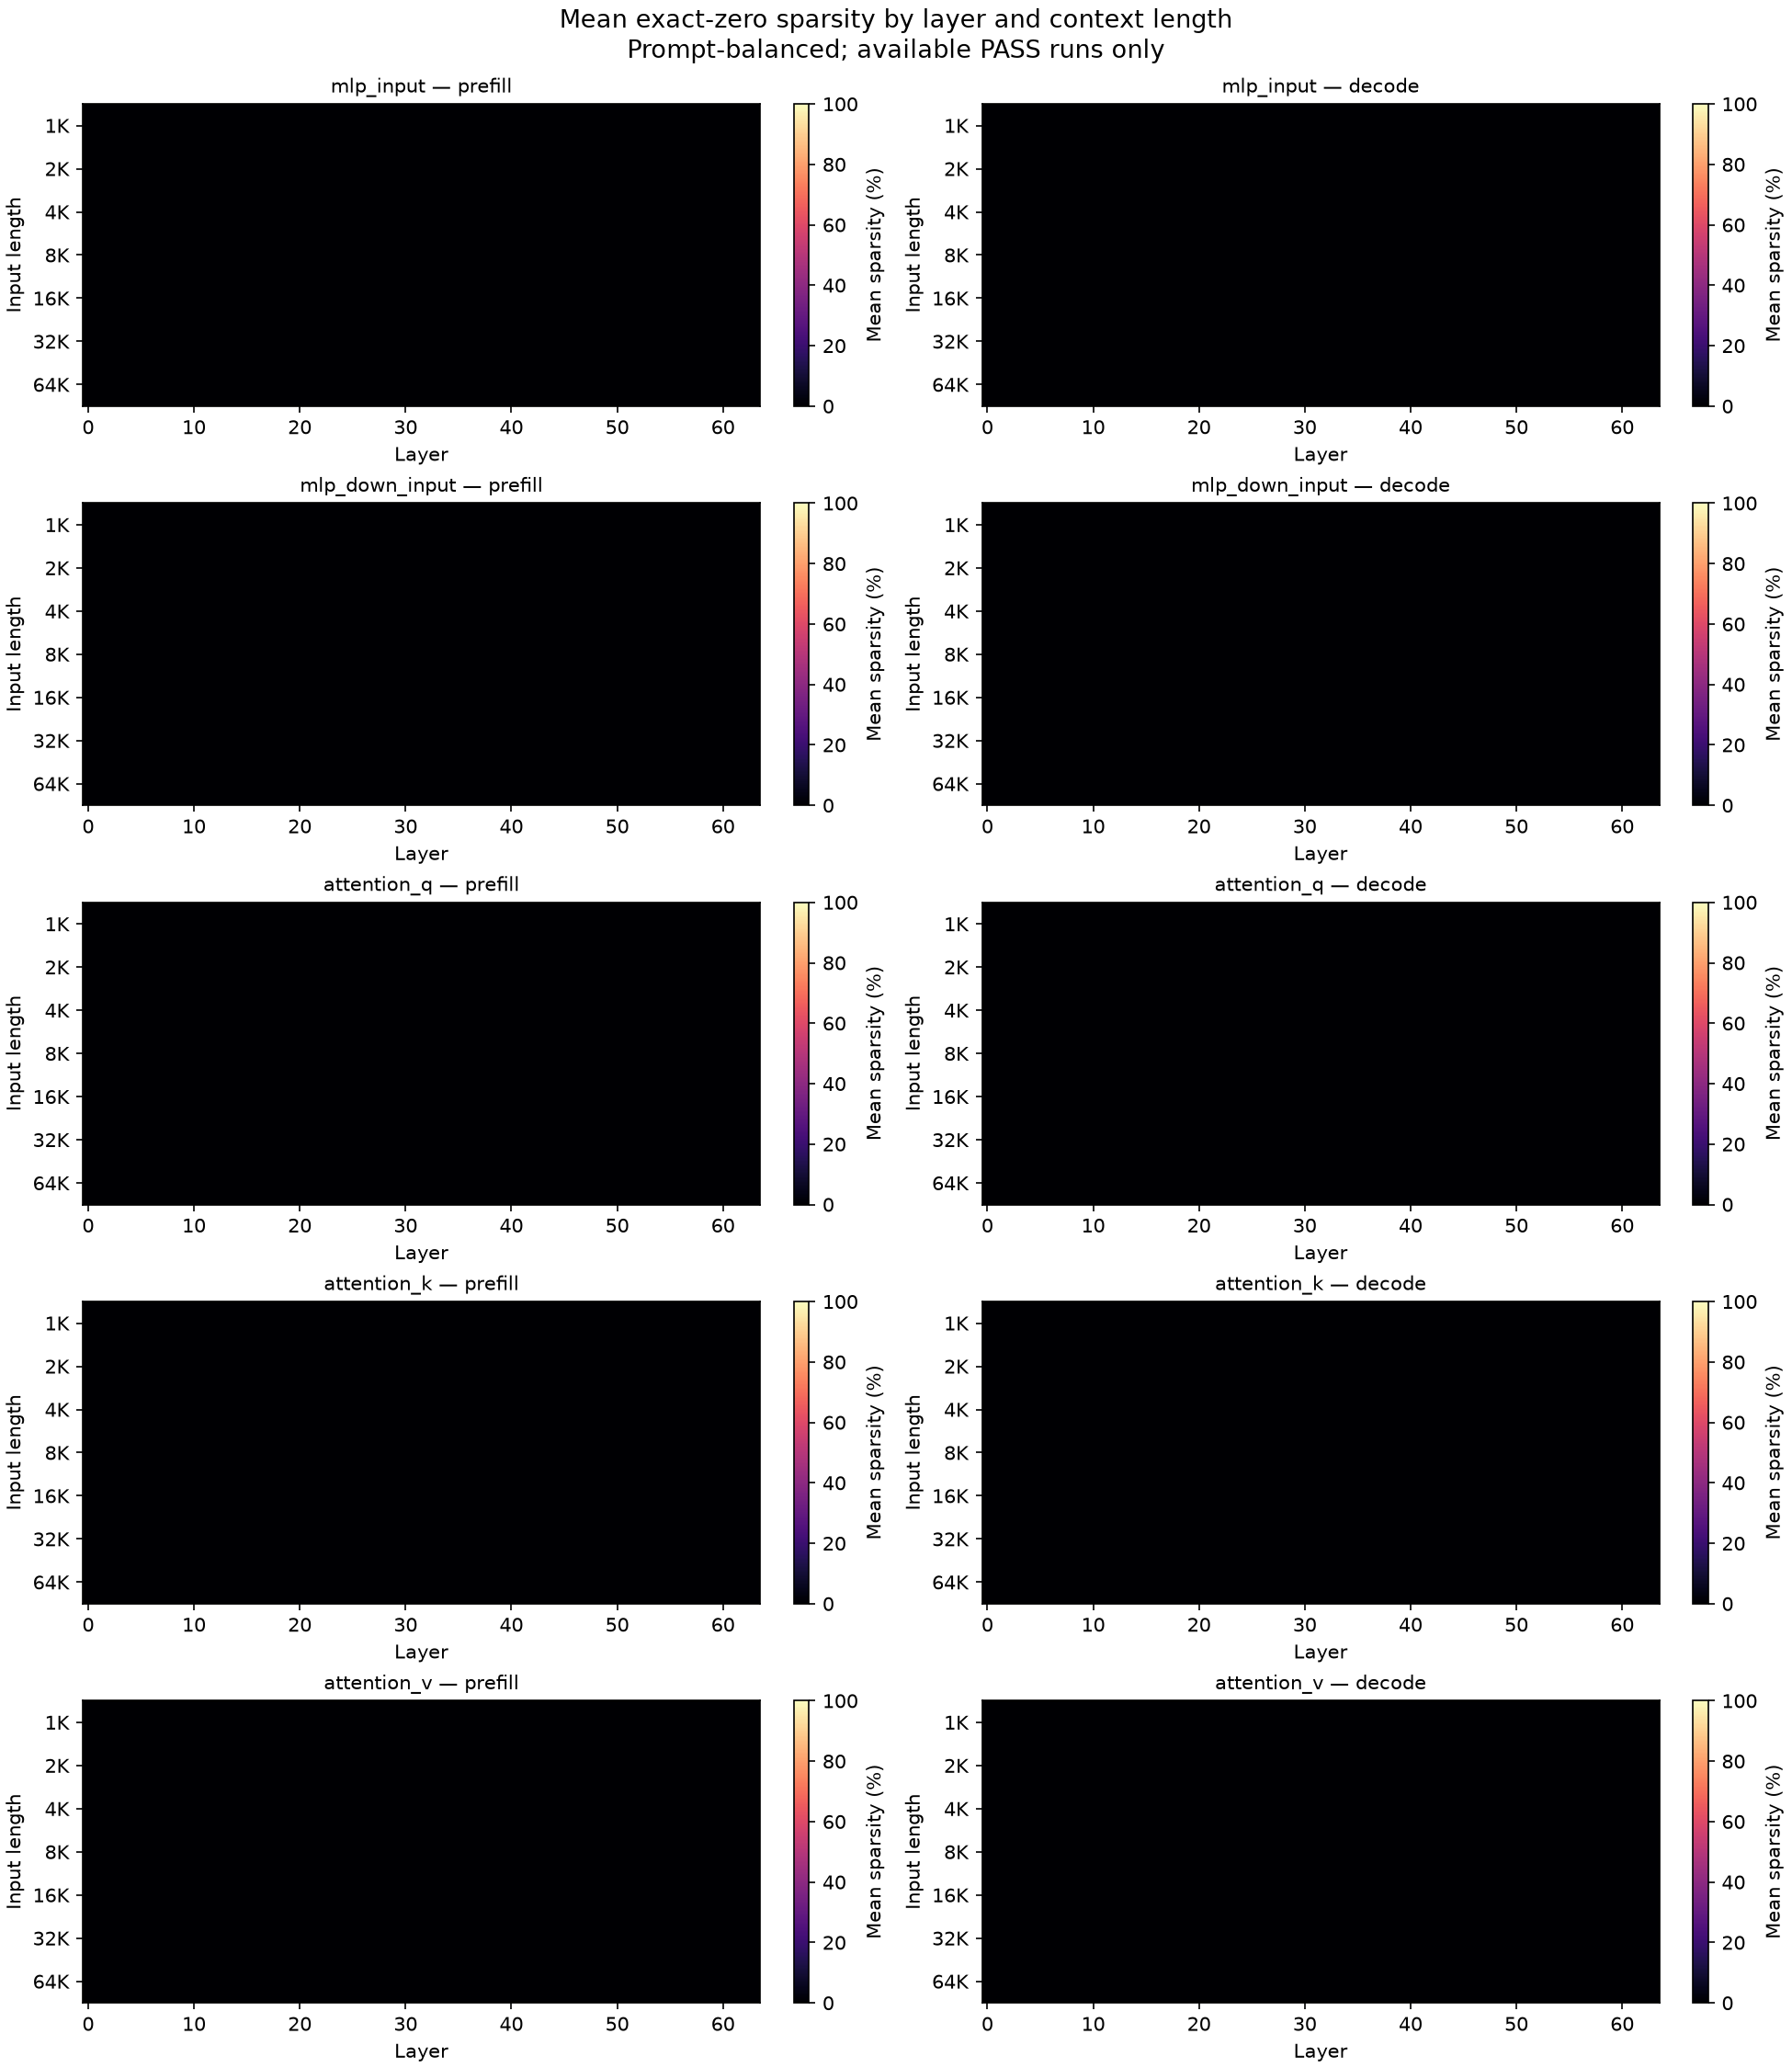 Mean exact-zero sparsity by layer and context length
Prompt-balanced; available PASS runs only
mlp_input — prefill
1K
2K
4K
8K
16K
32K
64K
Input length
0 10 20 30 40 50 60
Layer
100
80
60
40
20
0
Mean sparsity (%)
mlp_input — decode
1K
2K
4K
8K
16K
32K
64K
Input length
0 10 20 30 40 50 60
Layer
100
80
60
40
20
0
Mean sparsity (%)
mlp_down_input — prefill
1K
2K
4K
8K
16K
32K
64K
Input length
0 10 20 30 40 50 60
Layer
100
80
60
40
20
0
Mean sparsity (%)
mlp_down_input — decode
1K
2K
4K
8K
16K
32K
64K
Input length
0 10 20 30 40 50 60
Layer
100
80
60
40
20
0
Mean sparsity (%)
attention_q — prefill
1K
2K
4K
8K
16K
32K
64K
Input length
0 10 20 30 40 50 60
Layer
100
80
60
40
20
0
Mean sparsity (%)
attention_q — decode
1K
2K
4K
8K
16K
32K
64K
Input length
0 10 20 30 40 50 60
Layer
100
80
60
40
20
0
Mean sparsity (%)
attention_k — prefill
1K
2K
4K
8K
16K
32K
64K
Input length
0 10 20 30 40 50 60
Layer
100
80
60
40
20
0
Mean sparsity (%)
attention_k — decode
1K
2K
4K
8K
16K
32K
64K
Input length
0 10 20 30 40 50 60
Layer
100
80
60
40
20
0
Mean sparsity (%)
attention_v — prefill
1K
2K
4K
8K
16K
32K
64K
Input length
0 10 20 30 40 50 60
Layer
100
80
60
40
20
0
Mean sparsity (%)
attention_v — decode
1K
2K
4K
8K
16K
32K
64K
Input length
0 10 20 30 40 50 60
Layer
100
80
60
40
20
0
Mean sparsity (%)